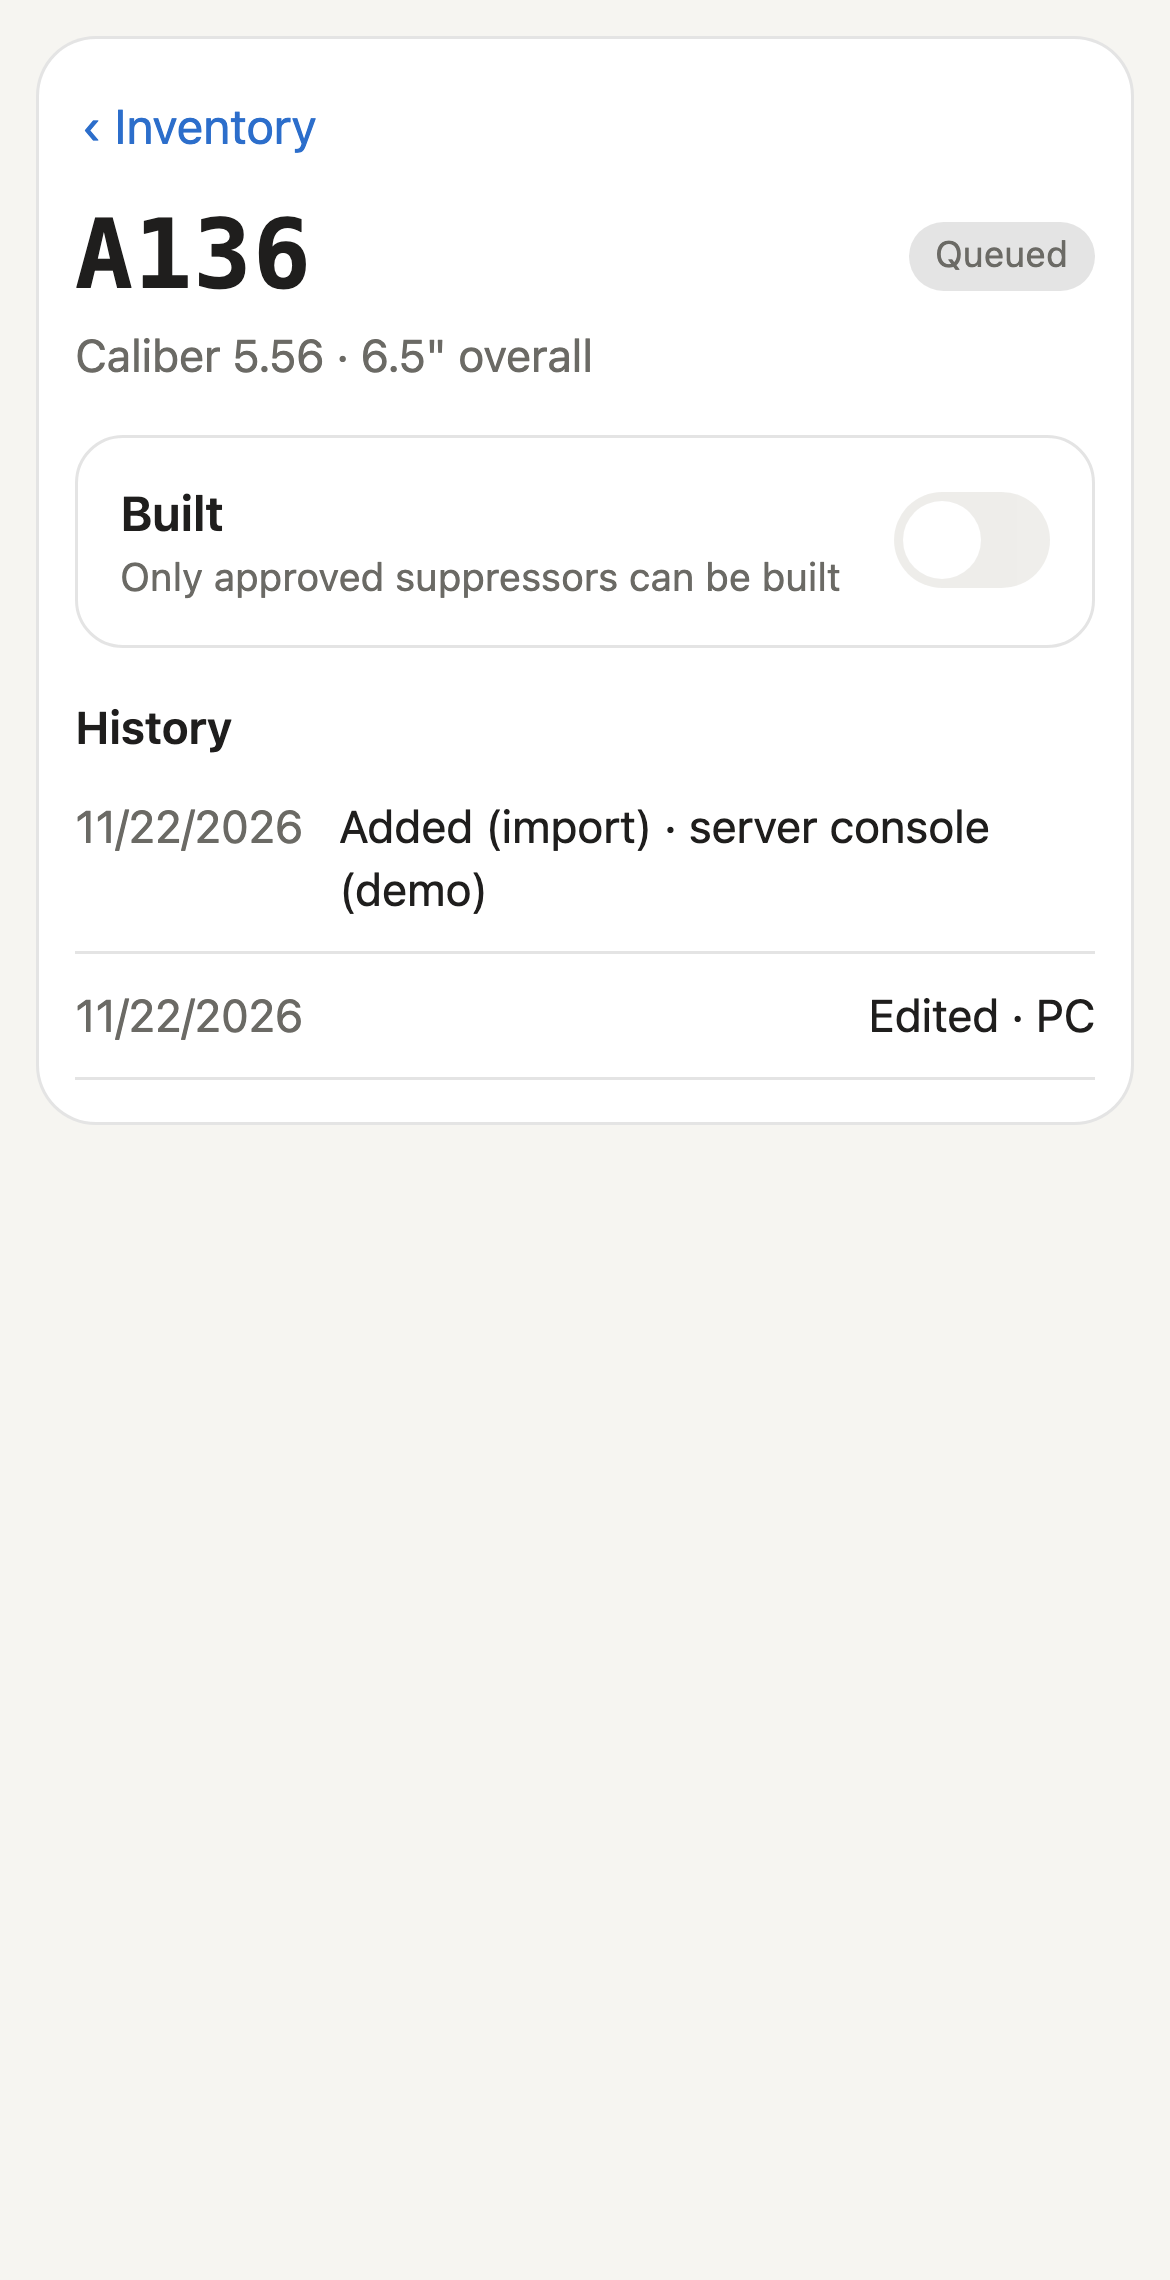 ‹ Inventory
A136
Queued
Caliber 5.56 · 6.5" overall
Built
Only approved suppressors can be built
History
11/22/2026 Added (import) · server console
(demo)
11/22/2026 Edited · PC